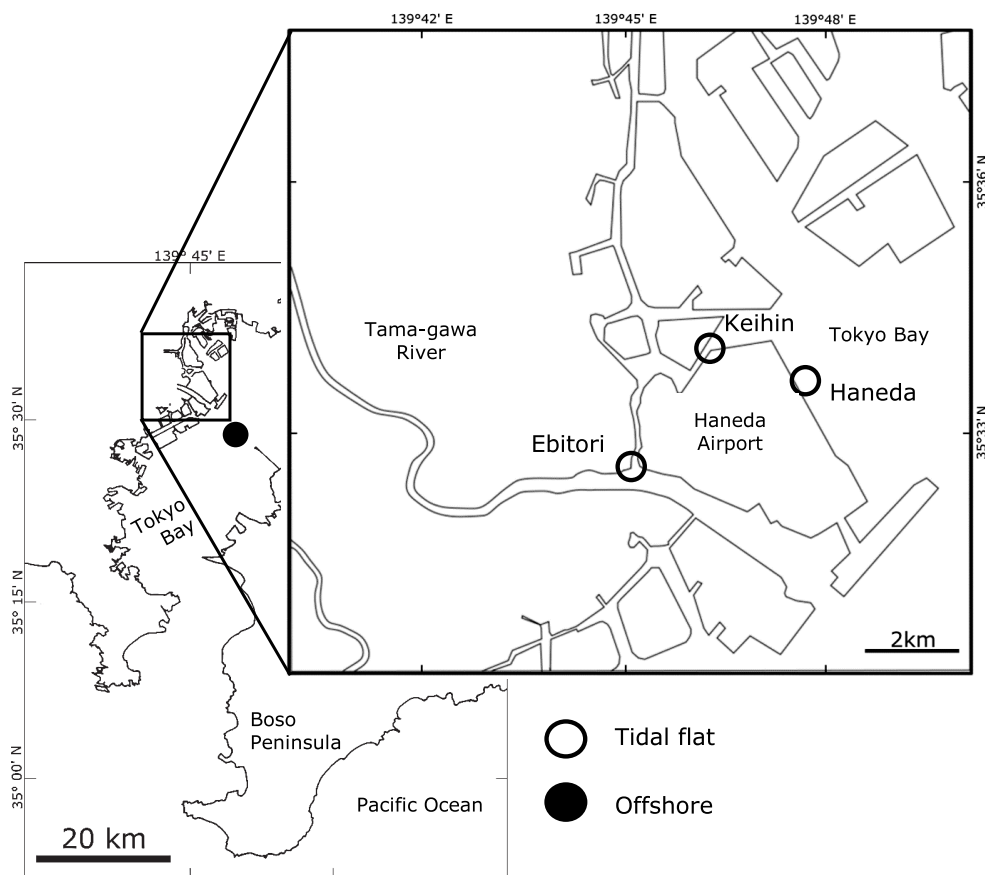 139°42' E
139°45' E
139°48' E
35°36' N
139° 45' E
Keihin
Tama-gawa
River
Tokyo Bay
Haneda
Haneda
Airport
35°33' N
35° 30' N
Ebitori
Tokyo
Bay
35° 15' N
2km
Boso
Peninsula
Tidal flat
35° 00' N
Pacific Ocean
Offshore
20 km